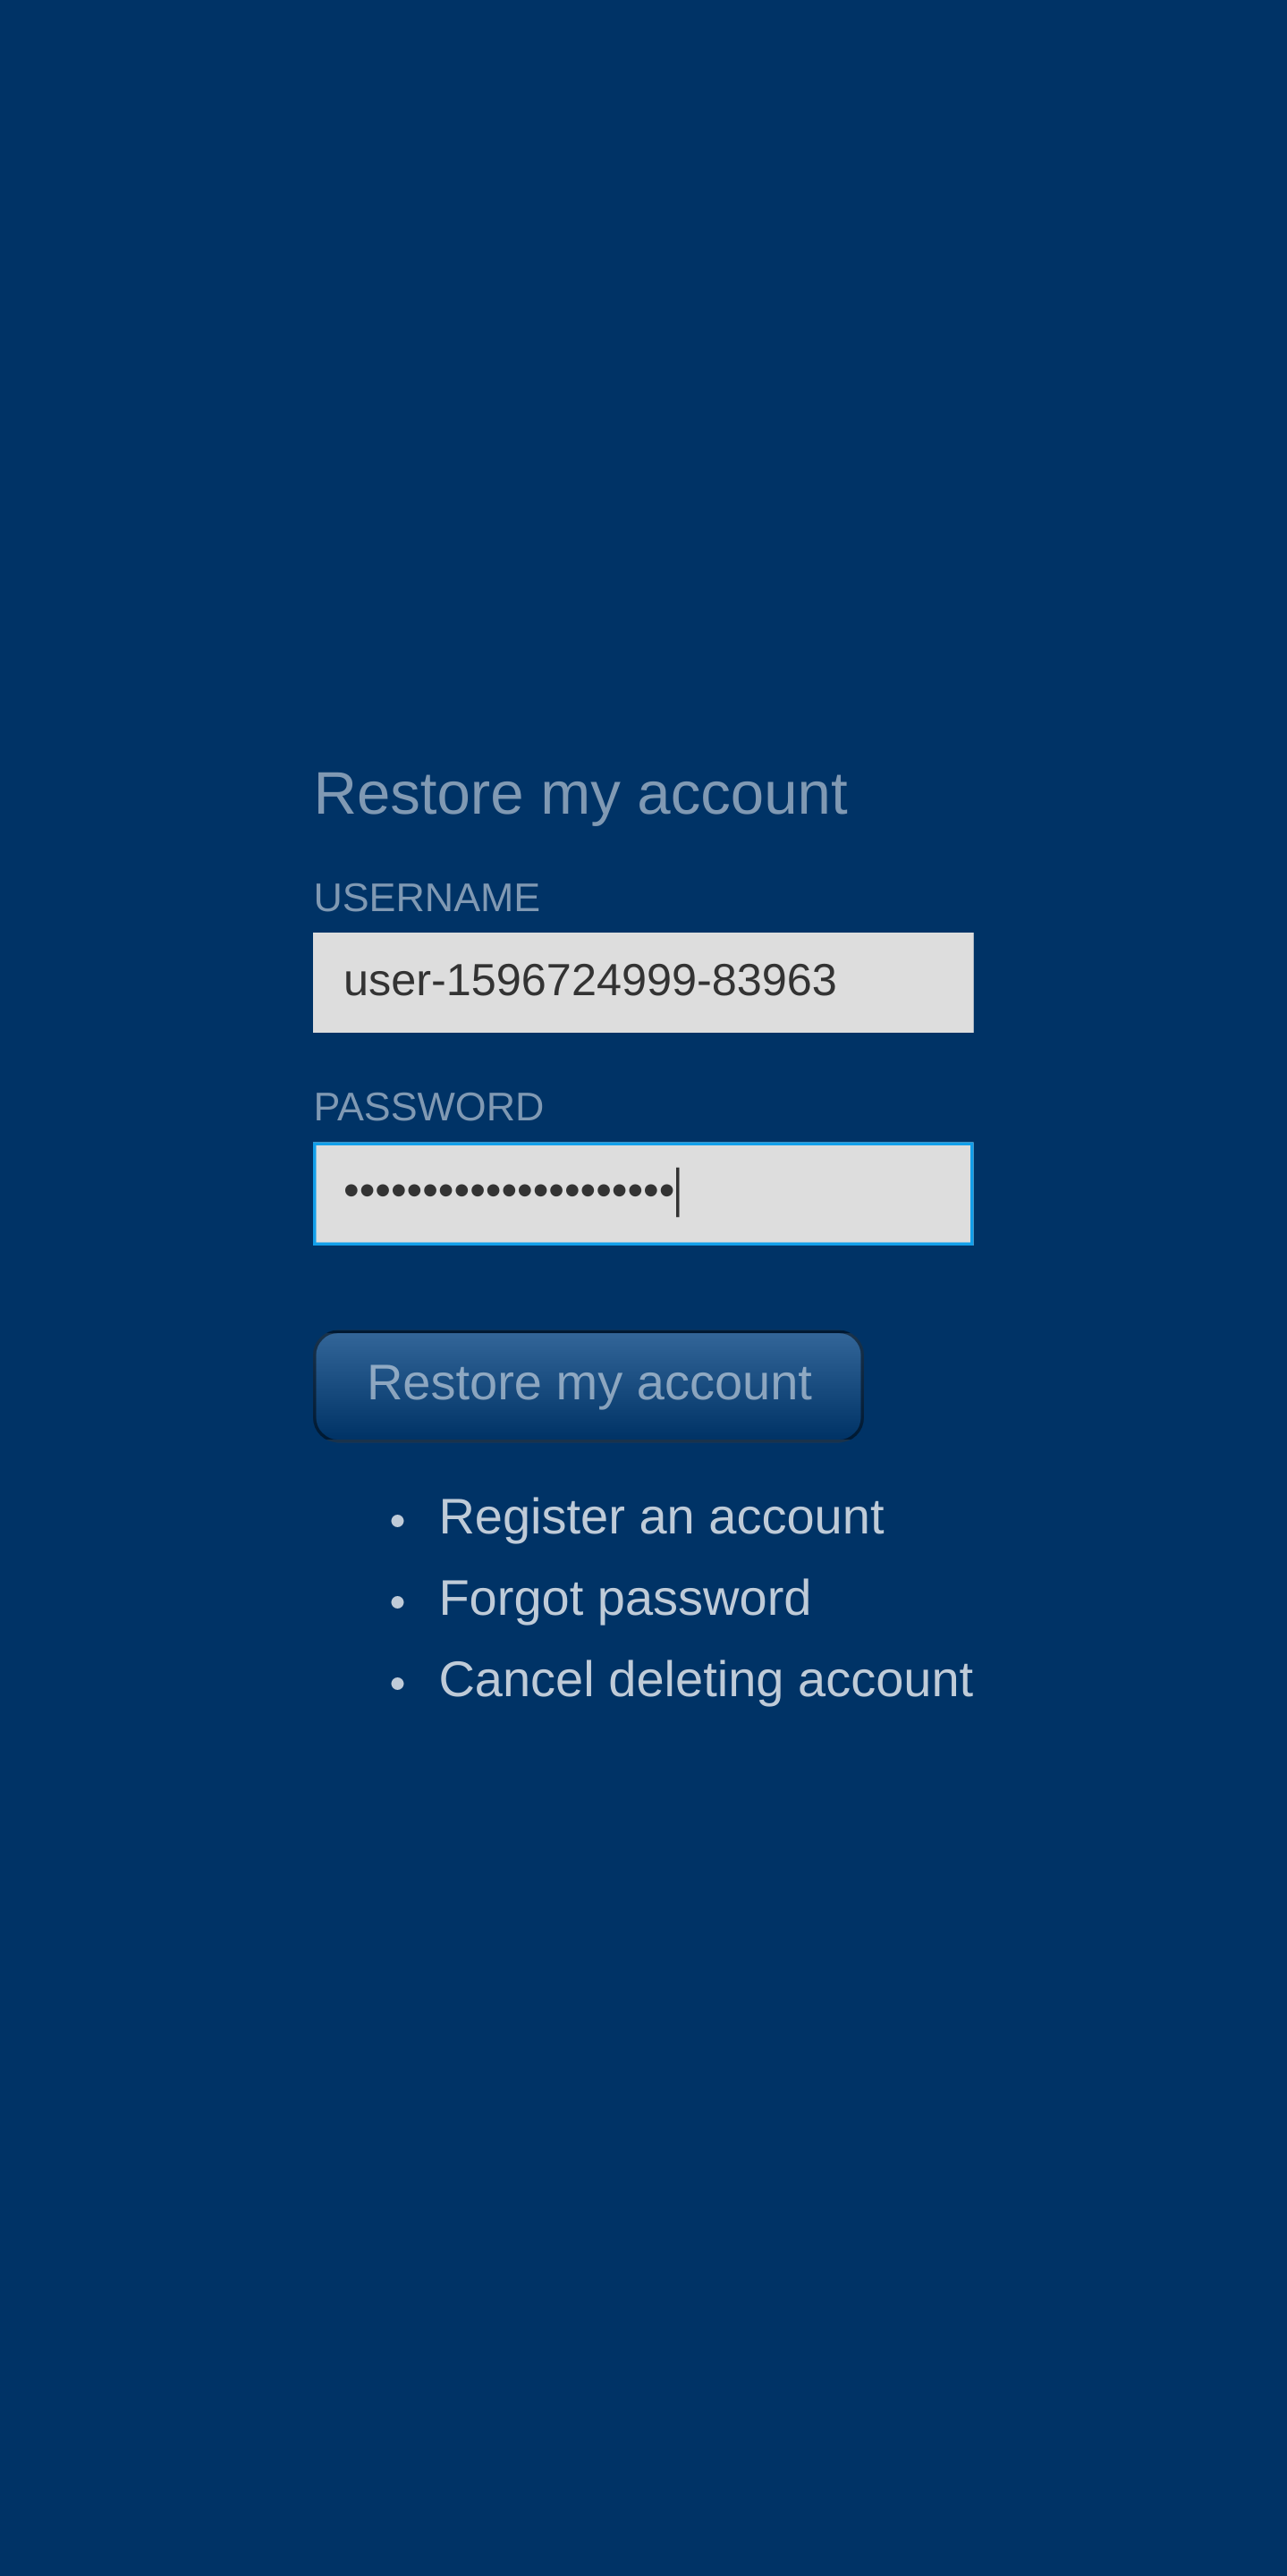 Restore my account
USERNAME
user-1596724999-83963
PASSWORD
•••••••••••••••••••••
Restore my account
• Register an account
• Forgot password
• Cancel deleting account